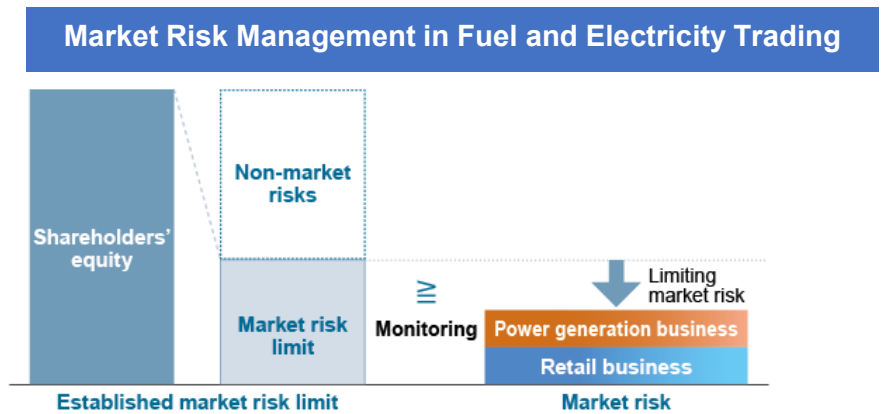 Market Risk Management in Fuel and Electricity Trading
Non-market
risks
Shareholders'
equity
Market risk
limit
≧
Monitoring
Limiting
market risk
Power generation business
Retail business
Established market risk limit
Market risk